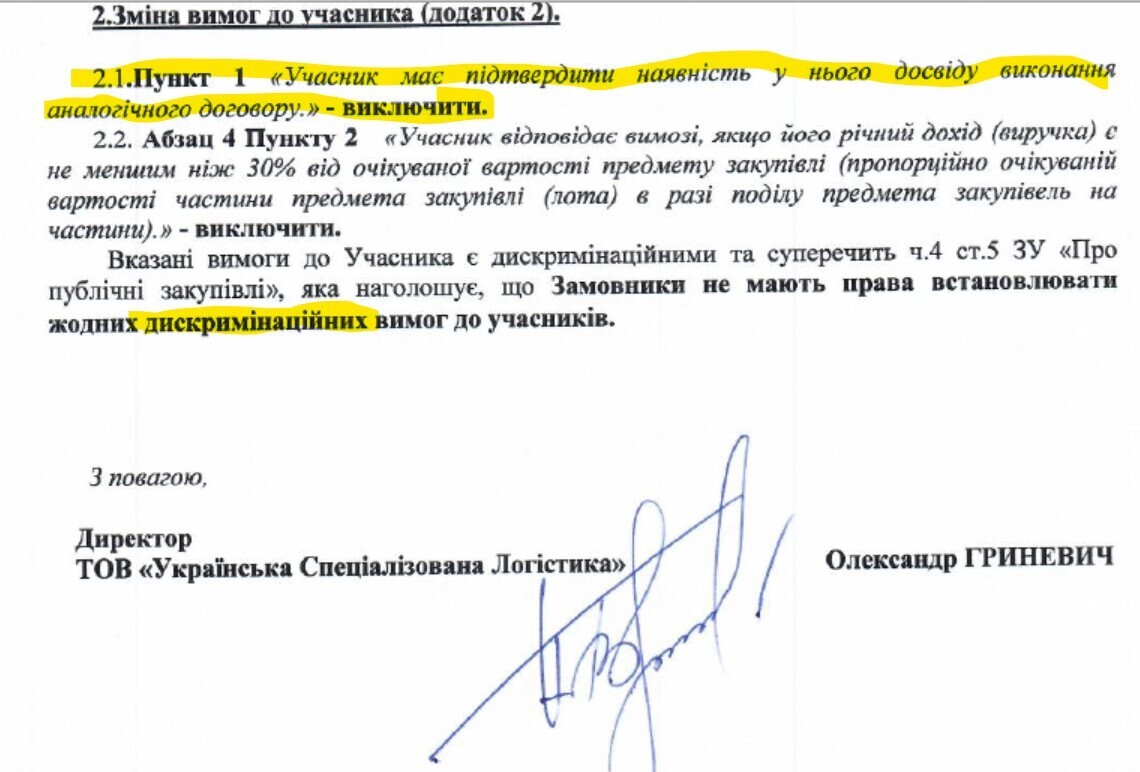 2.Зміна вимог до учасника (додаток 2).
2.1.Пункт 1 «Учасник має підтвердити наявність у нього досвіду виконання
аналогічного договору.» - виключити.
2.2. Абзац 4 Пункту 2 «Учасник відповідає вимозі, якщо його річний дохід (виручка) є
не меншим ніж 30% від очікуваної вартості предмету закупівлі (пропорційно очікуваній
вартості частини предмета закупівлі (лота) в разі поділу предмета закупівель на
частини).» - виключити.
Вказані вимоги до Учасника є дискримінаційними та суперечить ч.4 ст.5 ЗУ «Про
публічні закупівлі», яка наголошує, що Замовники не мають права встановлювати
жодних дискримінаційних вимог до учасників.
З повагою,
Директор
ТОВ «Українська Спеціалізована Логістика»
Олександр ГРИНЕВИЧ